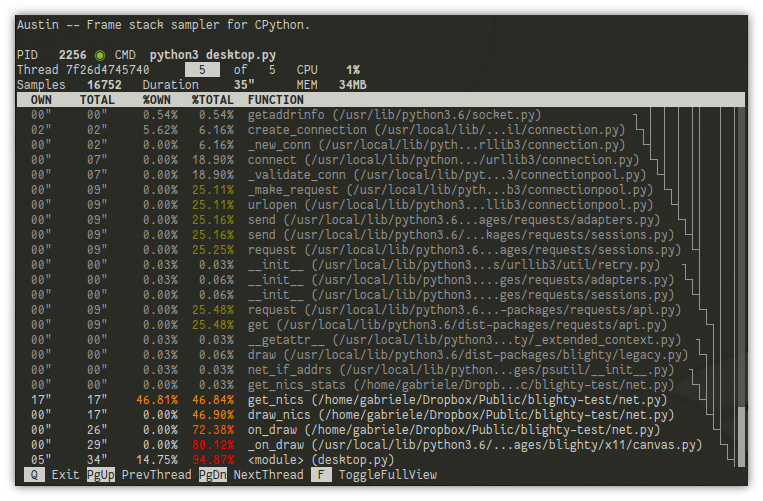 Austin -- Frame stack sampler for CPython.
PID 2256 ◉ CMD python3 desktop.py
Thread 7f26d4745740 5 of 5 CPU 1%
Samples 16752 Duration 35" MEM 34MB
OWN TOTAL %OWN %TOTAL FUNCTION
00" 00" 0.54% 0.54% getaddrinfo (/usr/lib/python3.6/socket.py)
02" 02" 5.62% 6.16% create_connection (/usr/local/lib/...il/connection.py)
00" 02" 0.00% 6.16% _new_conn (/usr/local/lib/pyth...rllib3/connection.py)
00" 07" 0.00% 18.90% connect (/usr/local/lib/python.../urllib3/connection.py)
00" 07" 0.00% 18.90% _validate_conn (/usr/local/lib/pyt...3/connectionpool.py)
00" 09" 0.00% 25.11% _make_request (/usr/local/lib/pyth...b3/connectionpool.py)
00" 09" 0.00% 25.11% urlopen (/usr/local/lib/python3...llib3/connectionpool.py)
00" 09" 0.00% 25.16% send (/usr/local/lib/python3.6...ages/requests/adapters.py)
00" 09" 0.00% 25.16% send (/usr/local/lib/python3.6/...kages/requests/sessions.py)
00" 09" 0.00% 25.25% request (/usr/local/lib/python3.6...ages/requests/sessions.py)
00" 00" 0.03% 0.03% __init__ (/usr/local/lib/python3...s/urllib3/util/retry.py)
00" 00" 0.03% 0.06% __init__ (/usr/local/lib/python3....ges/requests/adapters.py)
00" 00" 0.00% 0.06% __init__ (/usr/local/lib/python3....ges/requests/sessions.py)
00" 09" 0.00% 25.48% request (/usr/local/lib/python3.6...-packages/requests/api.py)
00" 09" 0.00% 25.48% get (/usr/local/lib/python3.6/dist-packages/requests/api.py)
00" 00" 0.03% 0.03% __getattr__ (/usr/local/lib/python3...ty/_extended_context.py)
00" 00" 0.03% 0.06% draw (/usr/local/lib/python3.6/dist-packages/blighty/legacy.py)
00" 00" 0.03% 0.03% net_if_addrs (/usr/local/lib/python...ges/psutil/__init__.py)
00" 00" 0.00% 0.03% get_nics_stats (/home/gabriele/Dropb...c/blighty-test/net.py)
17" 17" 46.81% 46.84% get_nics (/home/gabriele/Dropbox/Public/blighty-test/net.py)
00" 17" 0.00% 46.90% draw_nics (/home/gabriele/Dropbox/Public/blighty-test/net.py)
00" 26" 0.00% 72.38% on_draw (/home/gabriele/Dropbox/Public/blighty-test/net.py)
00" 29" 0.00% 80.12% _on_draw (/usr/local/lib/python3.6/...ages/blighty/x11/canvas.py)
05" 34" 14.75% 94.87% <module> (desktop.py)
Q Exit PgUp PrevThread PgDn NextThread F ToggleFullView